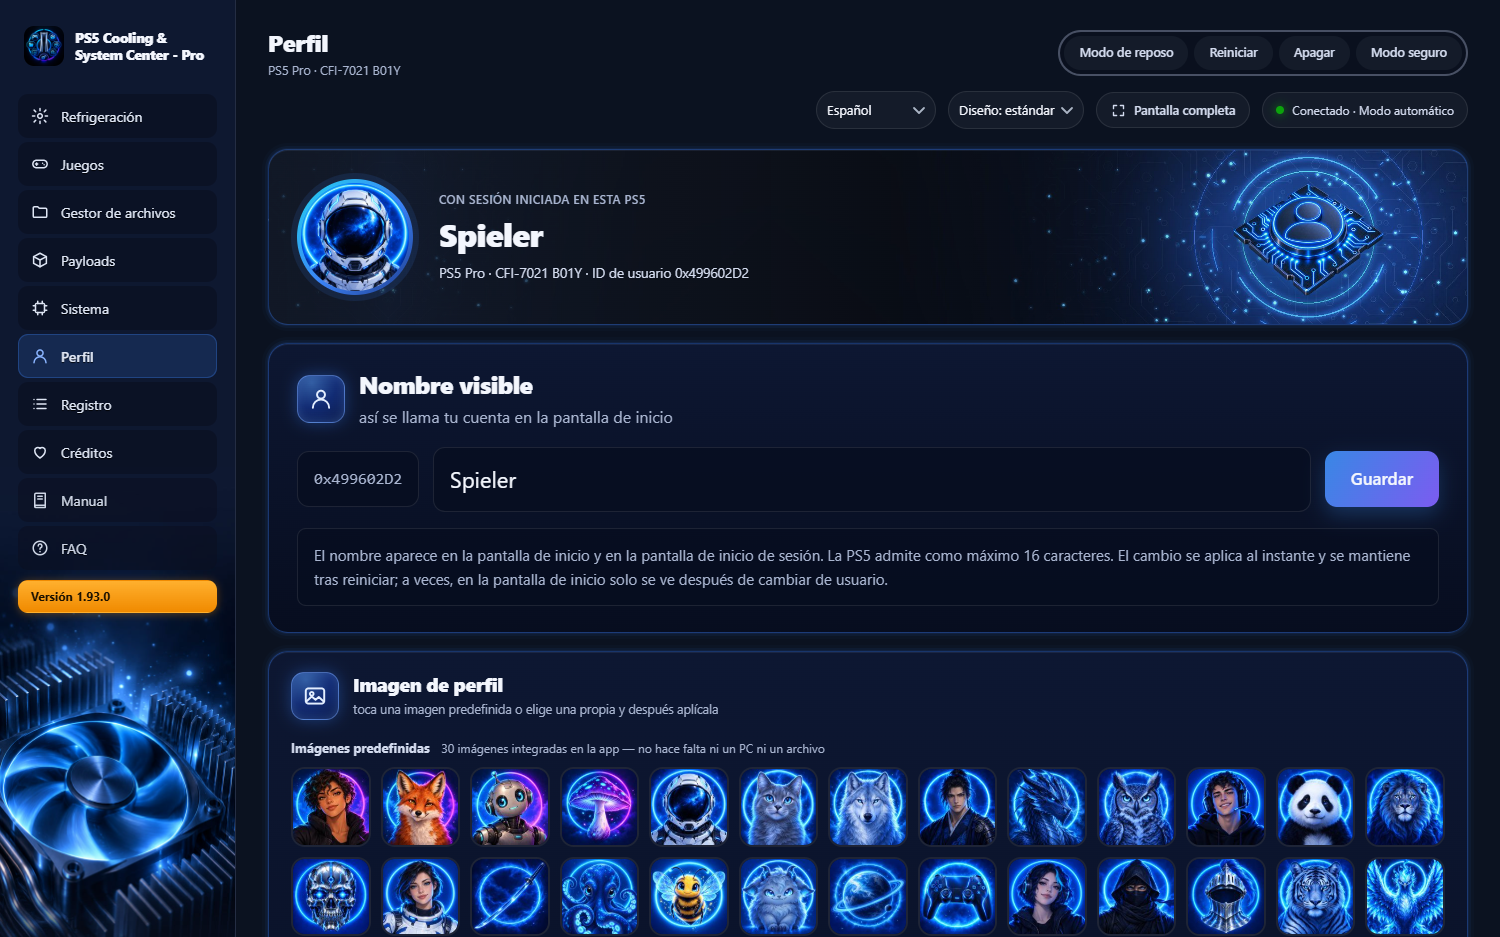 PS5 Cooling &
System Center - Pro
Refrigeración
Juegos
Gestor de archivos
Payloads
Sistema
Perfil
Registro
Créditos
Manual
FAQ
Versión 1.93.0
Perfil
PS5 Pro · CFI-7021 B01Y
Modo de reposo
Reiniciar
Apagar
Modo seguro
Español
Diseño: estándar
Pantalla completa
Conectado · Modo automático
CON SESIÓN INICIADA EN ESTA PS5
Spieler
PS5 Pro · CFI-7021 B01Y · ID de usuario 0x499602D2
Nombre visible
así se llama tu cuenta en la pantalla de inicio
0x499602D2
Spieler
Guardar
El nombre aparece en la pantalla de inicio y en la pantalla de inicio de sesión. La PS5 admite como máximo 16 caracteres. El cambio se aplica al instante y se mantiene
tras reiniciar; a veces, en la pantalla de inicio solo se ve después de cambiar de usuario.
Imagen de perfil
toca una imagen predefinida o elige una propia y después aplícala
Imágenes predefinidas 30 imágenes integradas en la app — no hace falta ni un PC ni un archivo